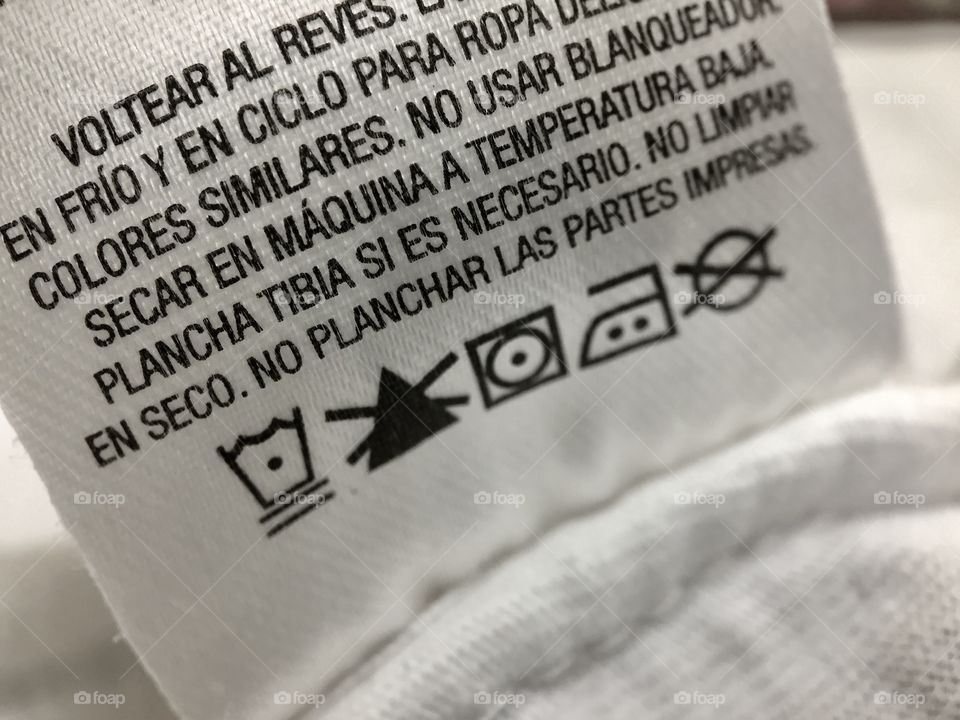 VOLTEAR AL REVÉS.
EN FRÍO Y EN CICLO PARA ROPA
COLORES SIMILARES. NO USAR BLANQUEADOR.
SECAR EN MÁQUINA A TEMPERATURA BAJA.
PLANCHA TIBIA SI ES NECESARIO. NO LIMPIAR
EN SECO. NO PLANCHAR LAS PARTES IMPRESAS.